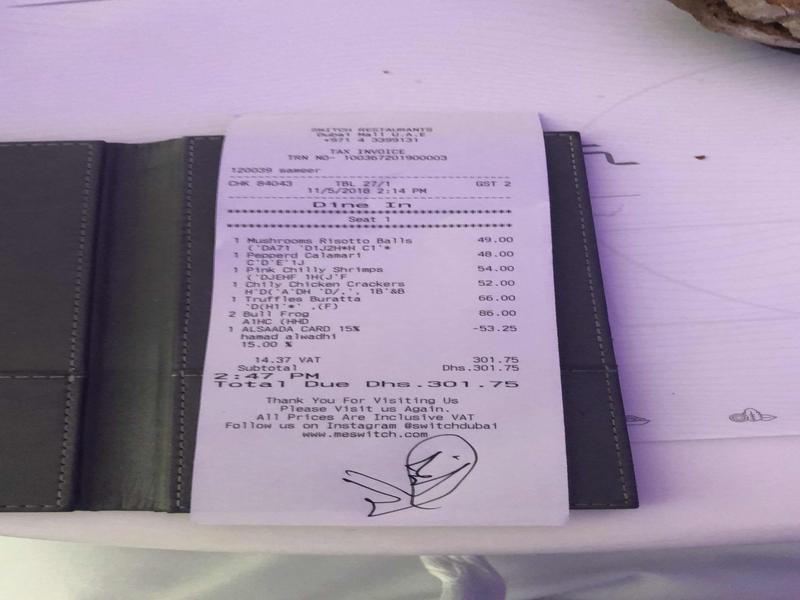 SWITCH RESTAURANTS
Dubai Mall U.A.E
+971 4 3399131
TAX INVOICE
TRN NO- 100367201900003
120039 sameer
CHK 84043 TBL 27/1 GST 2
11/5/2018 2:14 PM
Dine In
Seat 1
1 Mushrooms Risotto Balls 49.00
('DA71 'D1J2H*H C1'*
1 Pepperd Calamari 48.00
C'D'E'1J
1 Pink Chilly Shrimps 54.00
('DJEHF 1H(J'F
1 Chily Chicken Crackers 52.00
H'D('A'DH 'D/,', 1B'&B
1 Truffles Buratta 66.00
'D(H1'*' ,(F)
2 Bull Frog 86.00
A1HC (HHD
1 ALSAADA CARD 15% -53.25
hamad alwadhi
15.00 %
14.37 VAT 301.75
Subtotal Dhs.301.75
2:47 PM
Total Due Dhs.301.75
Thank You For Visiting Us
Please Visit us Again.
All Prices Are Inclusive VAT
Follow us on Instagram @switchdubai
www.meswitch.com